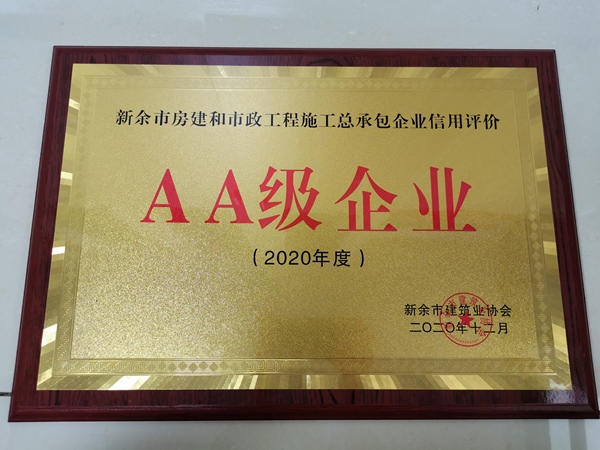 新余市房建和市政工程施工总承包企业信用评价
AA级企业
（2020年度）
新余市建筑业协会
二〇二〇年十二月